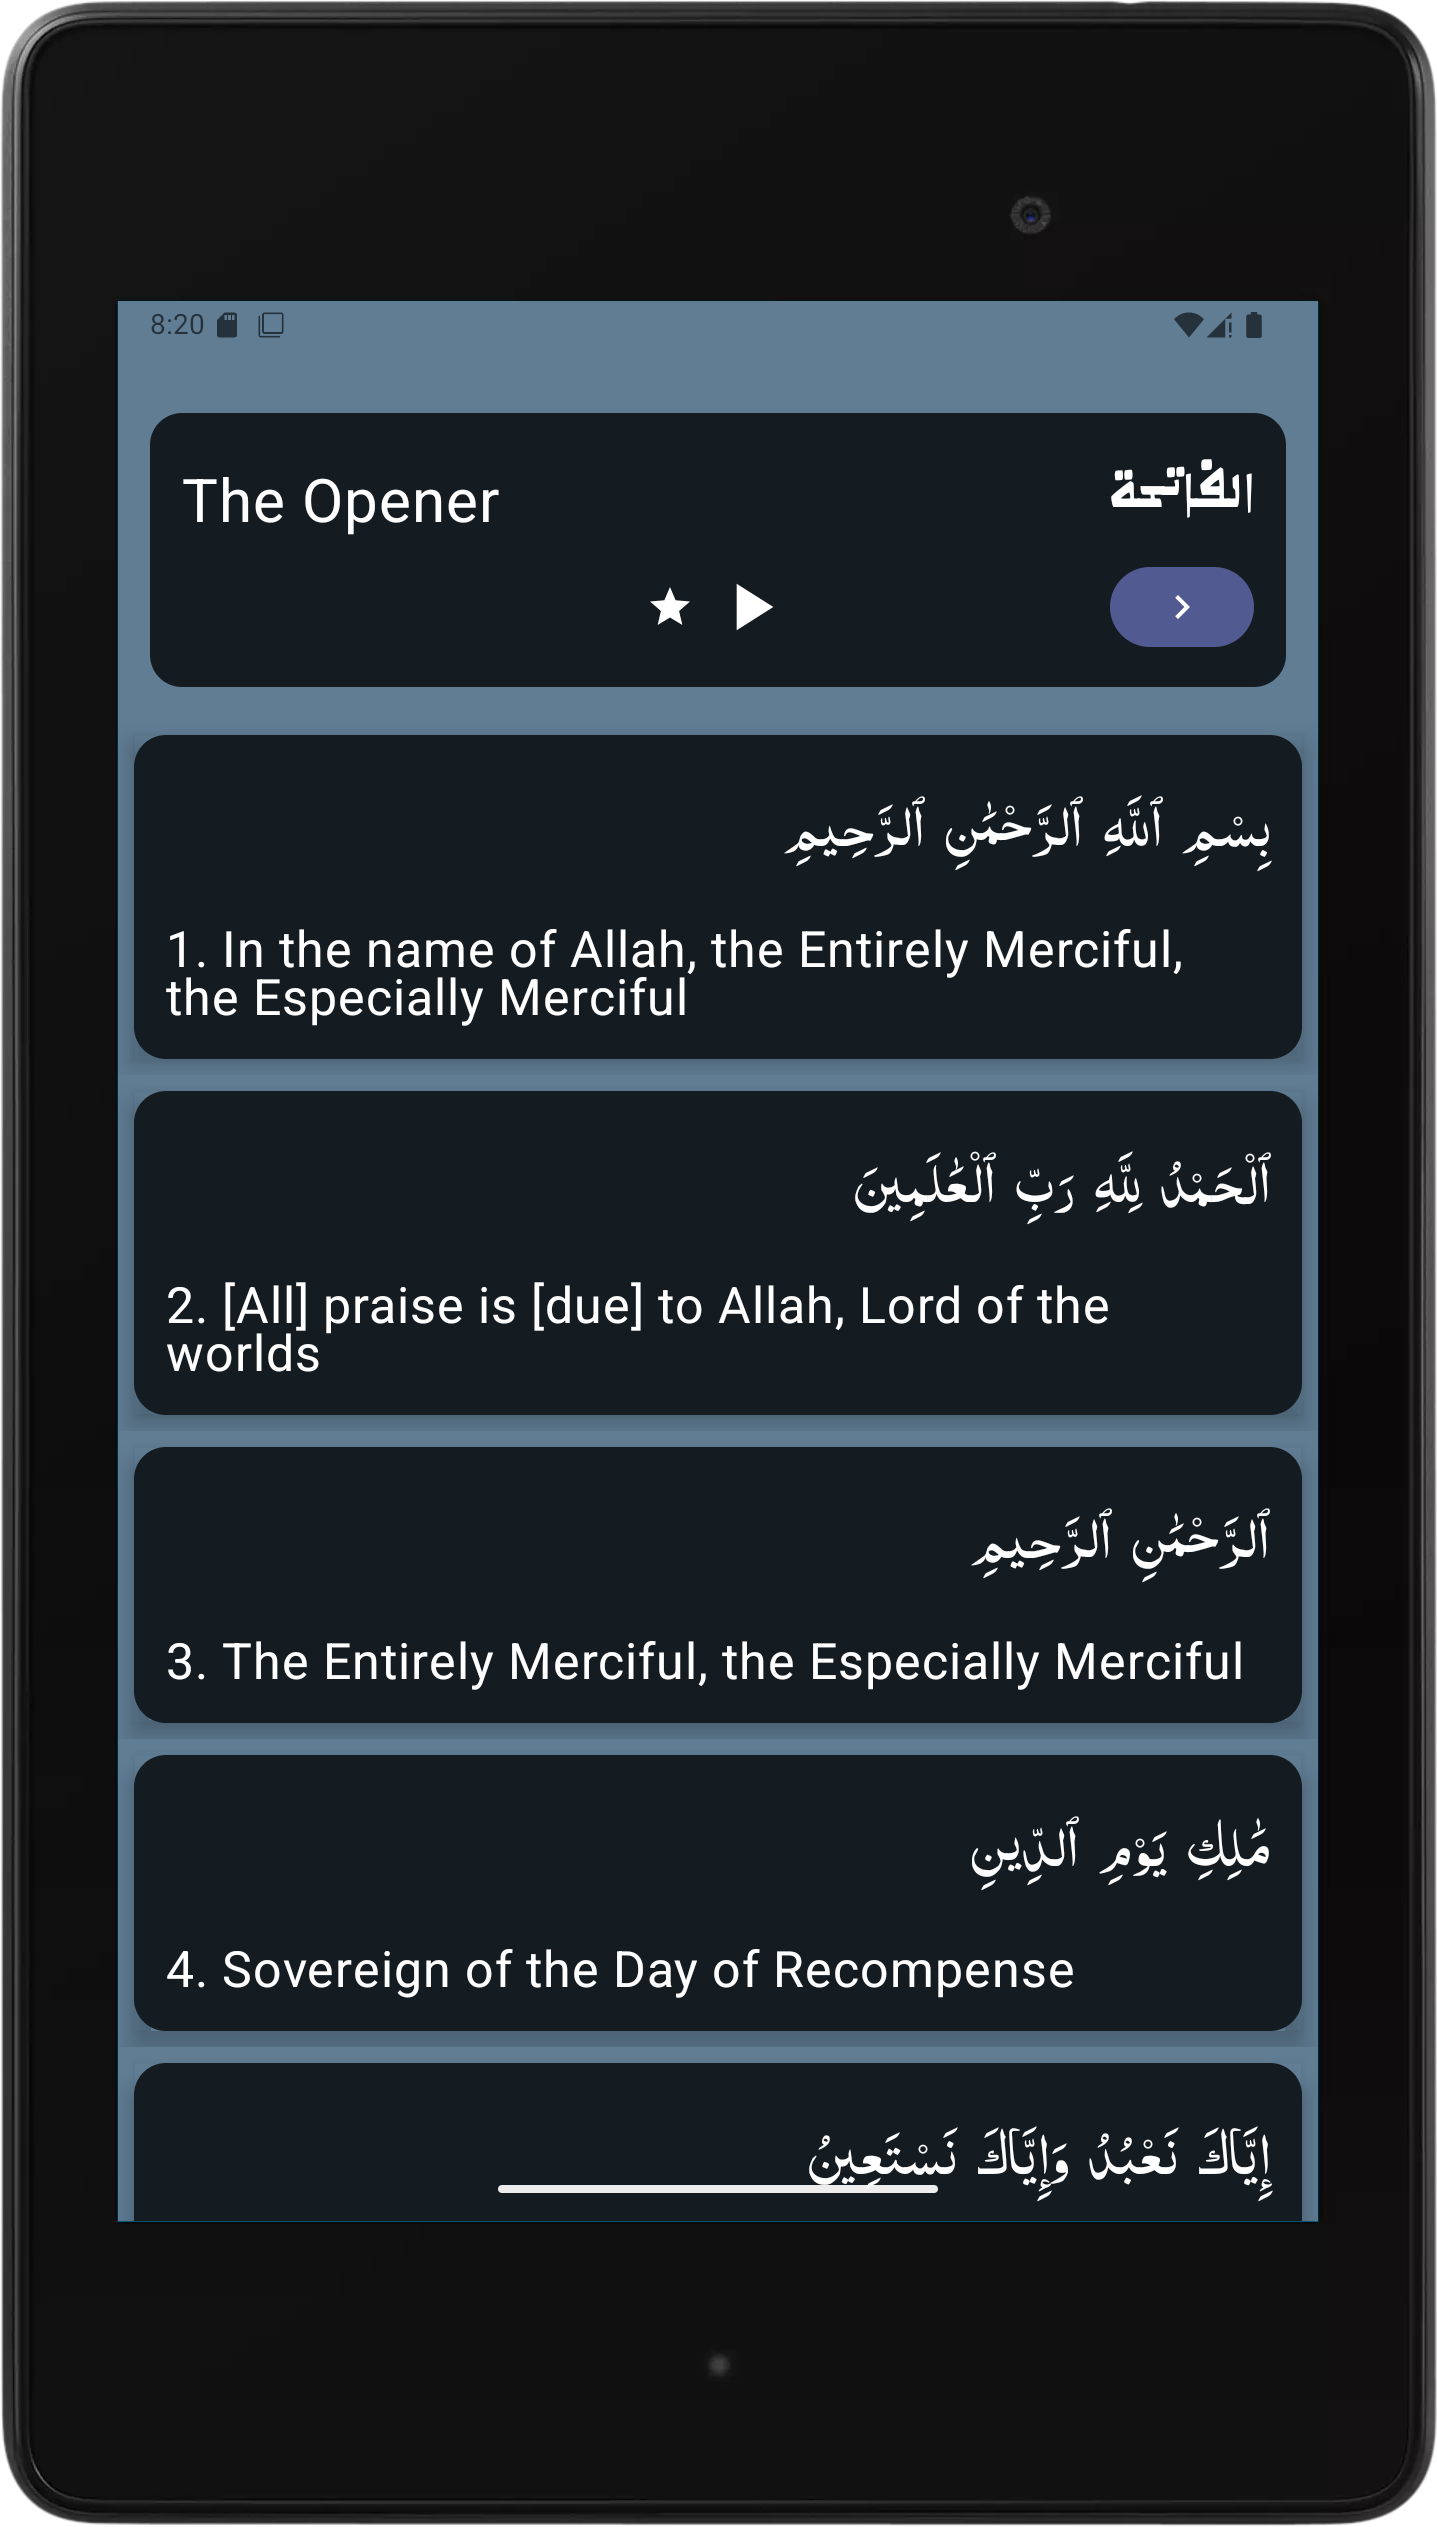 8:20
The Opener
الفاتحة
بِسْمِ ٱللَّهِ ٱلرَّحْمَٰنِ ٱلرَّحِيمِ
1. In the name of Allah, the Entirely Merciful,
the Especially Merciful
ٱلْحَمْدُ لِلَّهِ رَبِّ ٱلْعَٰلَمِينَ
2. [All] praise is [due] to Allah, Lord of the
worlds
ٱلرَّحْمَٰنِ ٱلرَّحِيمِ
3. The Entirely Merciful, the Especially Merciful
مَٰلِكِ يَوْمِ ٱلدِّينِ
4. Sovereign of the Day of Recompense
إِيَّاكَ نَعْبُدُ وَإِيَّاكَ نَسْتَعِينُ